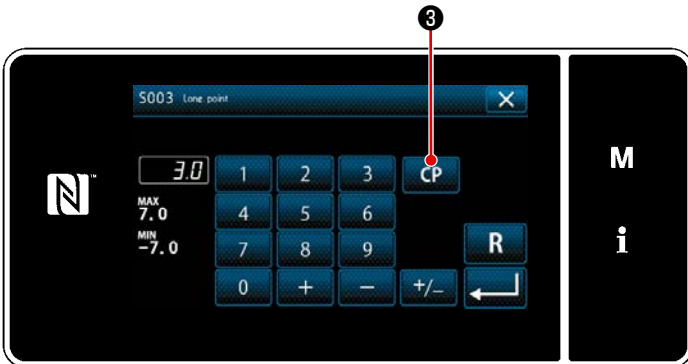 ❸
S003 Lone point
3.0 1 2 3 CP
MAX
7.0 4 5 6
MIN
-7.0 7 8 9 R
0 + − +/−
M
i
N
™